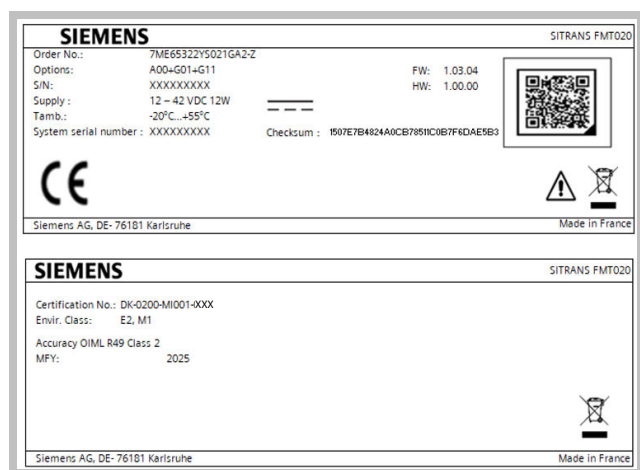 SIEMENS SITRANS FMT020
Order No.: 7ME65322YS021GA2-Z
Options: A00+G01+G11 FW: 1.03.04
S/N: XXXXXXXXX HW: 1.00.00
Supply : 12 – 42 VDC 12W
Tamb.: -20°C...+55°C
System serial number : XXXXXXXXX Checksum : 1507E7B4824A0CB78511C0B7F6DAE5B3
CE
Siemens AG, DE- 76181 Karlsruhe Made in France
SIEMENS SITRANS FMT020
Certification No.: DK-0200-MI001-XXX
Envir. Class: E2, M1
Accuracy OIML R49 Class 2
MFY: 2025
Siemens AG, DE- 76181 Karlsruhe Made in France